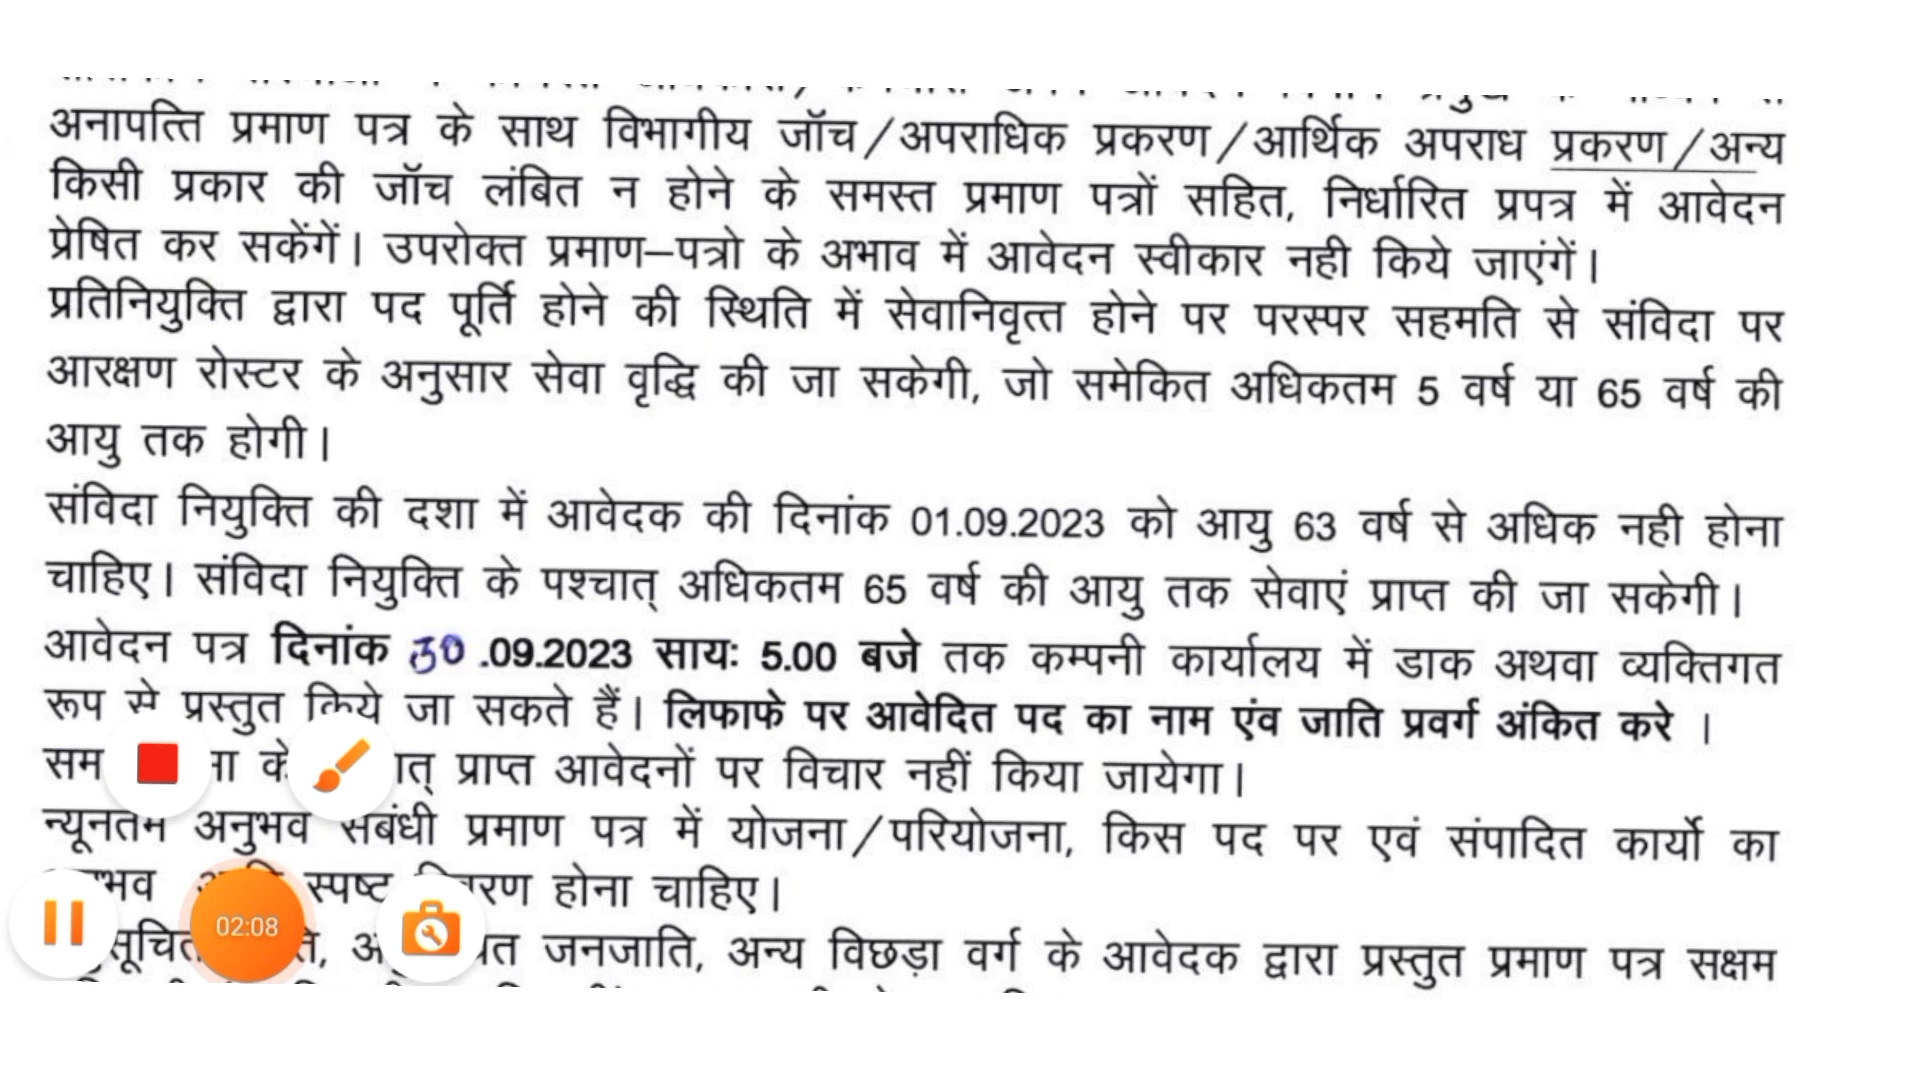 अनापत्ति प्रमाण पत्र के साथ विभागीय जॉच/अपराधिक प्रकरण/आर्थिक अपराध प्रकरण/अन्य
किसी प्रकार की जॉच लंबित न होने के समस्त प्रमाण पत्रों सहित, निर्धारित प्रपत्र में आवेदन
प्रेषित कर सकेंगें। उपरोक्त प्रमाण–पत्रो के अभाव में आवेदन स्वीकार नही किये जाएंगें।
प्रतिनियुक्ति द्वारा पद पूर्ति होने की स्थिति में सेवानिवृत्त होने पर परस्पर सहमति से संविदा पर
आरक्षण रोस्टर के अनुसार सेवा वृद्धि की जा सकेगी, जो समेकित अधिकतम 5 वर्ष या 65 वर्ष की
आयु तक होगी।
संविदा नियुक्ति की दशा में आवेदक की दिनांक 01.09.2023 को आयु 63 वर्ष से अधिक नही होना
चाहिए। संविदा नियुक्ति के पश्चात् अधिकतम 65 वर्ष की आयु तक सेवाएं प्राप्त की जा सकेगी।
आवेदन पत्र दिनांक 30.09.2023 सायः 5.00 बजे तक कम्पनी कार्यालय में डाक अथवा व्यक्तिगत
रूप से प्रस्तुत किये जा सकते हैं। लिफाफे पर आवेदित पद का नाम एंव जाति प्रवर्ग अंकित करे ।
प्राप्त आवेदनों पर विचार नहीं किया जायेगा।
न्यूनतम अनुभव संबंधी प्रमाण पत्र में योजना/परियोजना, किस पद पर एवं संपादित कार्यो का
स्पष्ट होना चाहिए।
02:08
जनजाति, अन्य विछड़ा वर्ग के आवेदक द्वारा प्रस्तुत प्रमाण पत्र सक्षम